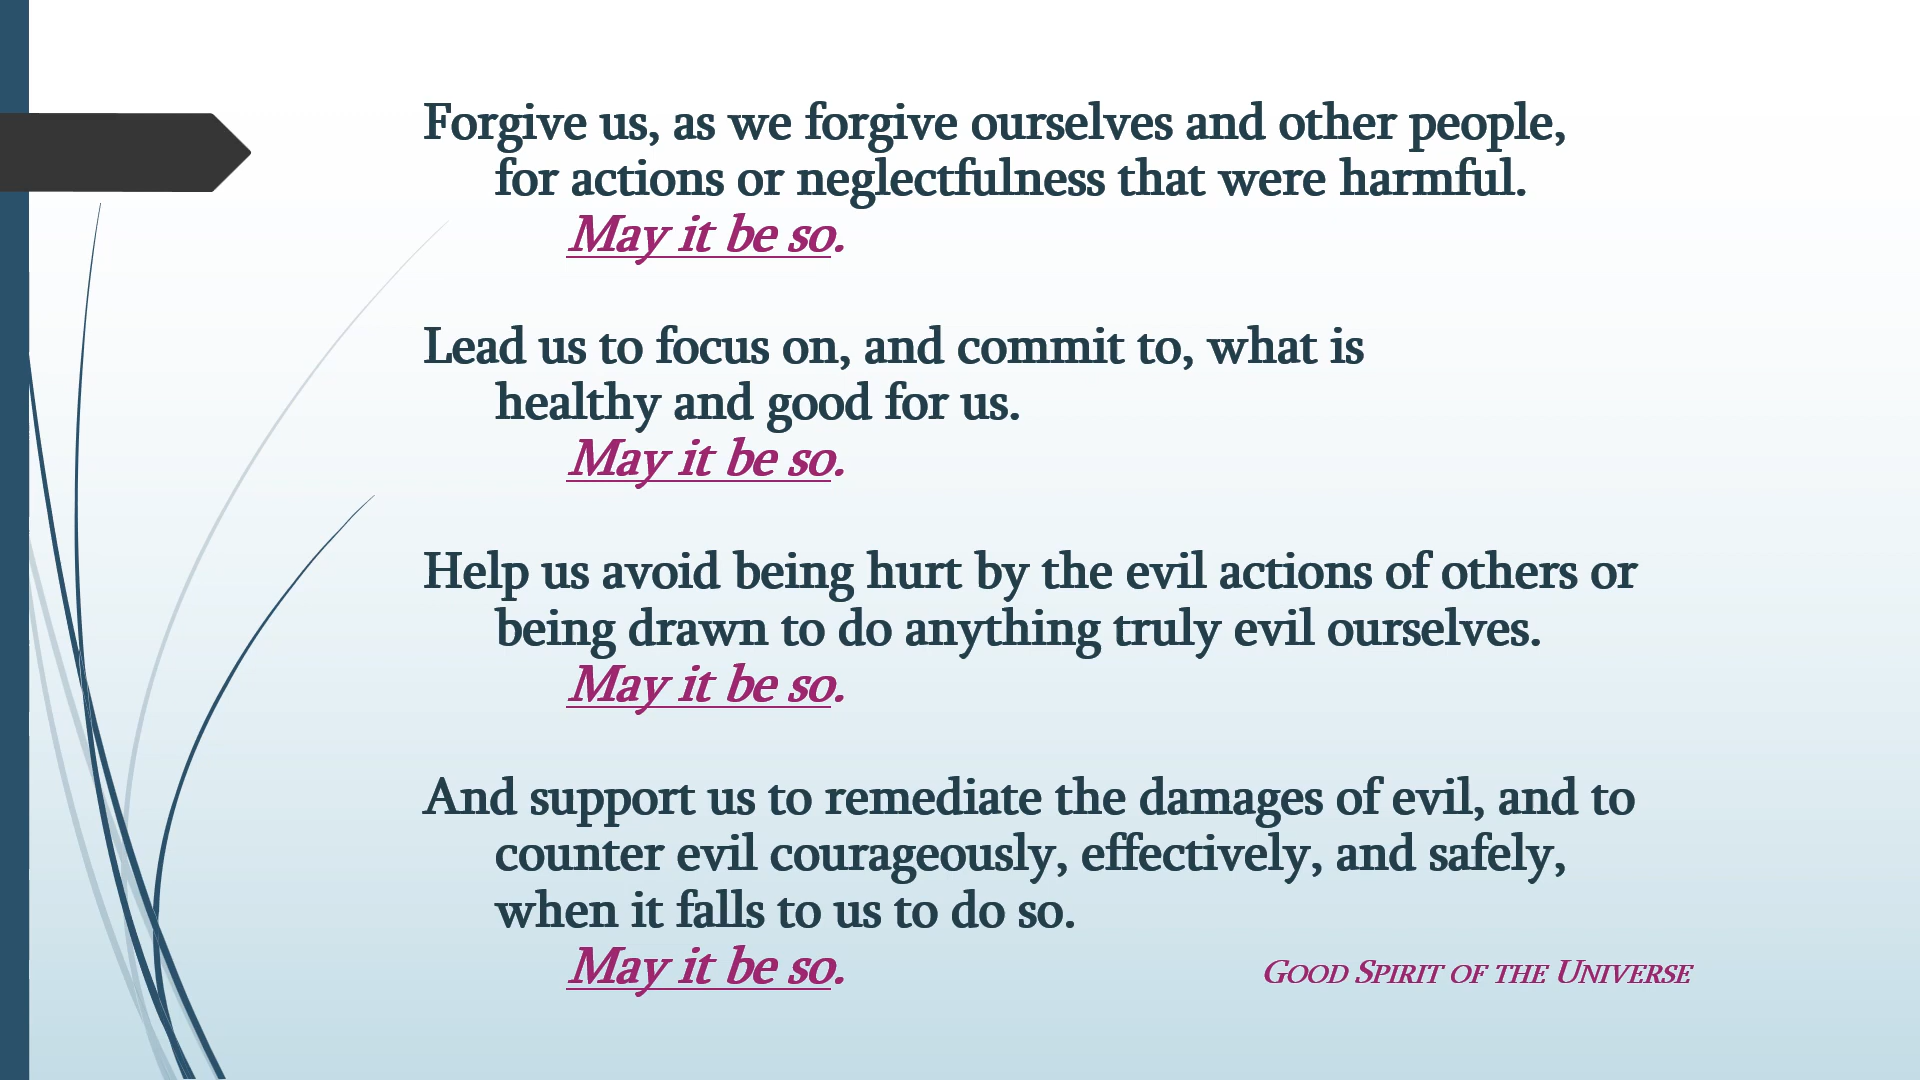 Forgive us, as we forgive ourselves and other people,
for actions or neglectfulness that were harmful.
May it be so.
Lead us to focus on, and commit to, what is
healthy and good for us.
May it be so.
Help us avoid being hurt by the evil actions of others or
being drawn to do anything truly evil ourselves.
May it be so.
And support us to remediate the damages of evil, and to
counter evil courageously, effectively, and safely,
when it falls to us to do so.
May it be so.
GOOD SPIRIT OF THE UNIVERSE